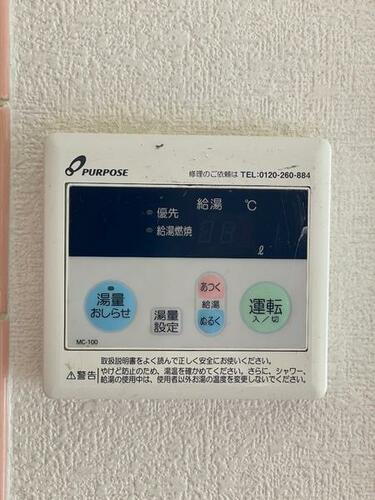 PURPOSE
修理のご依頼は TEL:0120-260-884
給湯 ℃
優先
給湯燃焼
ℓ
湯量
おしらせ
湯量
設定
あつく
給湯
ぬるく
運転
入/切
MC-100
取扱説明書をよく読んで正しく安全にお使いください。
⚠警告 やけど防止のため、湯温を確かめてください。さらに、シャワー、
給湯の使用中は、使用者以外お湯の温度を変更しないでください。